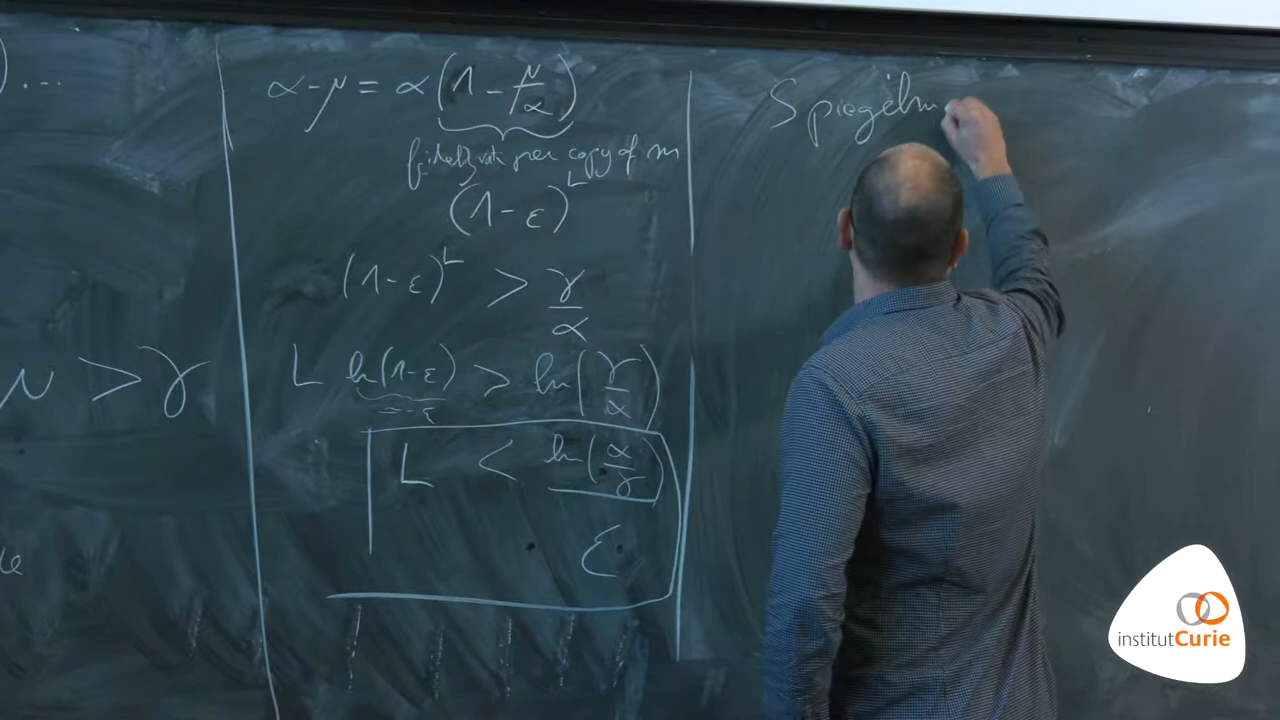 ) ...
μ > γ
α-μ = α(1 - μ/α)
fidelity rate per copy of m
(1-ε)^L
(1-ε)^L > γ/α
L ln(1-ε) > ln(γ/α)
≃-ε
L < ln(α/γ)
ε
Spiegelm
institutCurie